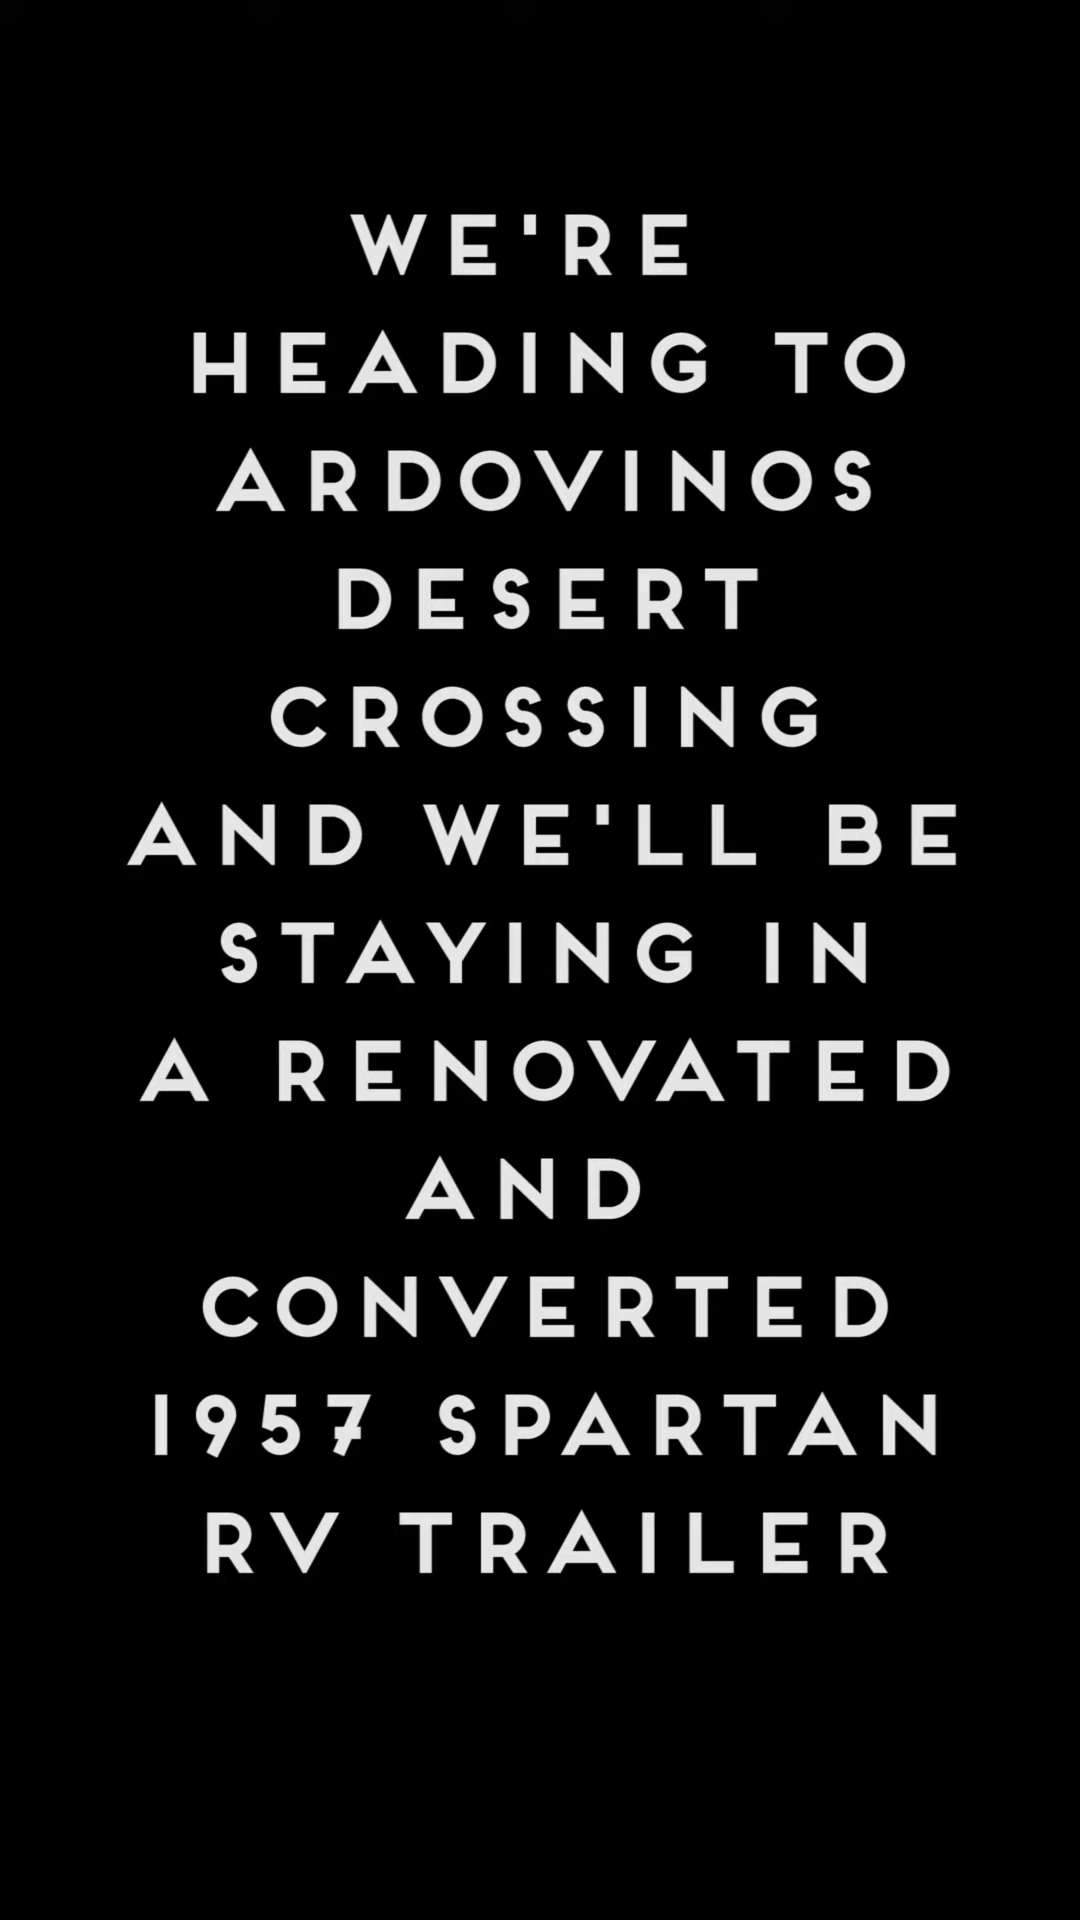 WE'RE
HEADING TO
ARDOVINOS
DESERT
CROSSING
AND WE'LL BE
STAYING IN
A RENOVATED
AND
CONVERTED
1957 SPARTAN
RV TRAILER